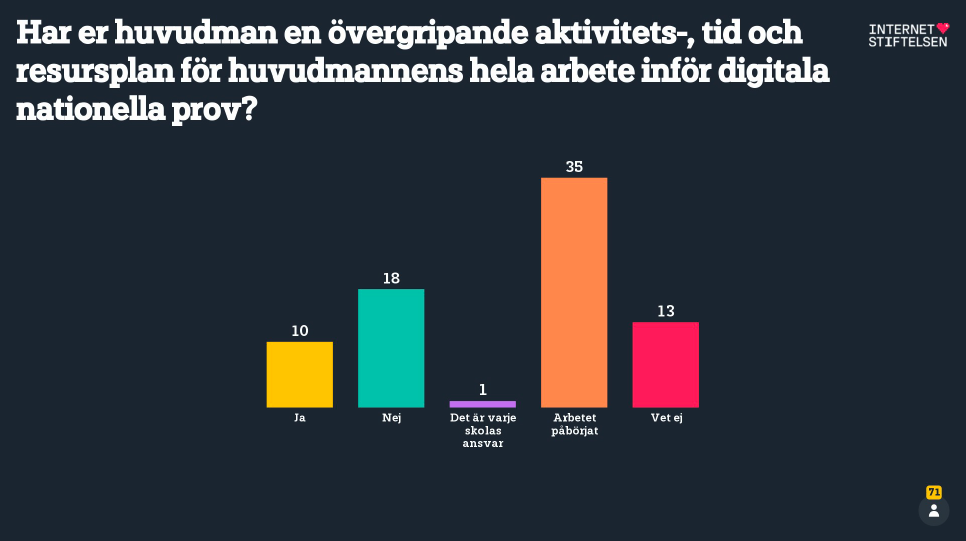 Har er huvudman en övergripande aktivitets-, tid och
resursplan för huvudmannens hela arbete inför digitala
nationella prov?
INTERNET
STIFTELSEN
35
18
13
10
1
Ja
Nej
Det är varje
skolas
ansvar
Arbetet
påbörjat
Vet ej
71